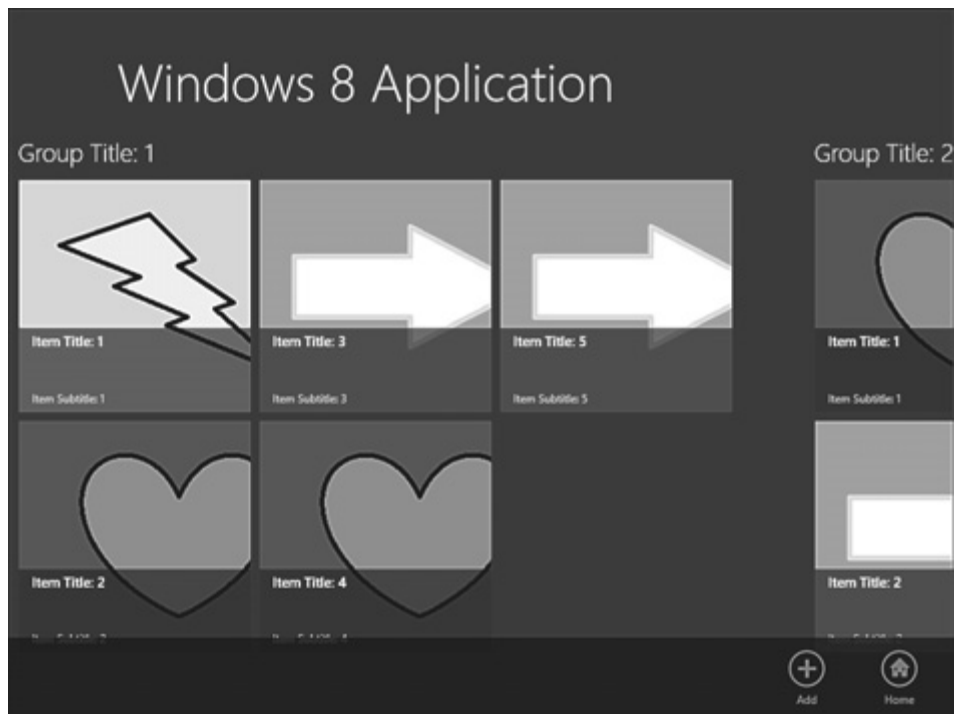 Windows 8 Application
Group Title: 1
Group Title: 2
Item Title: 1
Item Subtitle: 1
Item Title: 3
Item Subtitle: 3
Item Title: 5
Item Subtitle: 5
Item Title: 1
Item Subtitle: 1
Item Title: 2
Item Title: 4
Item Title: 2
Add
Home